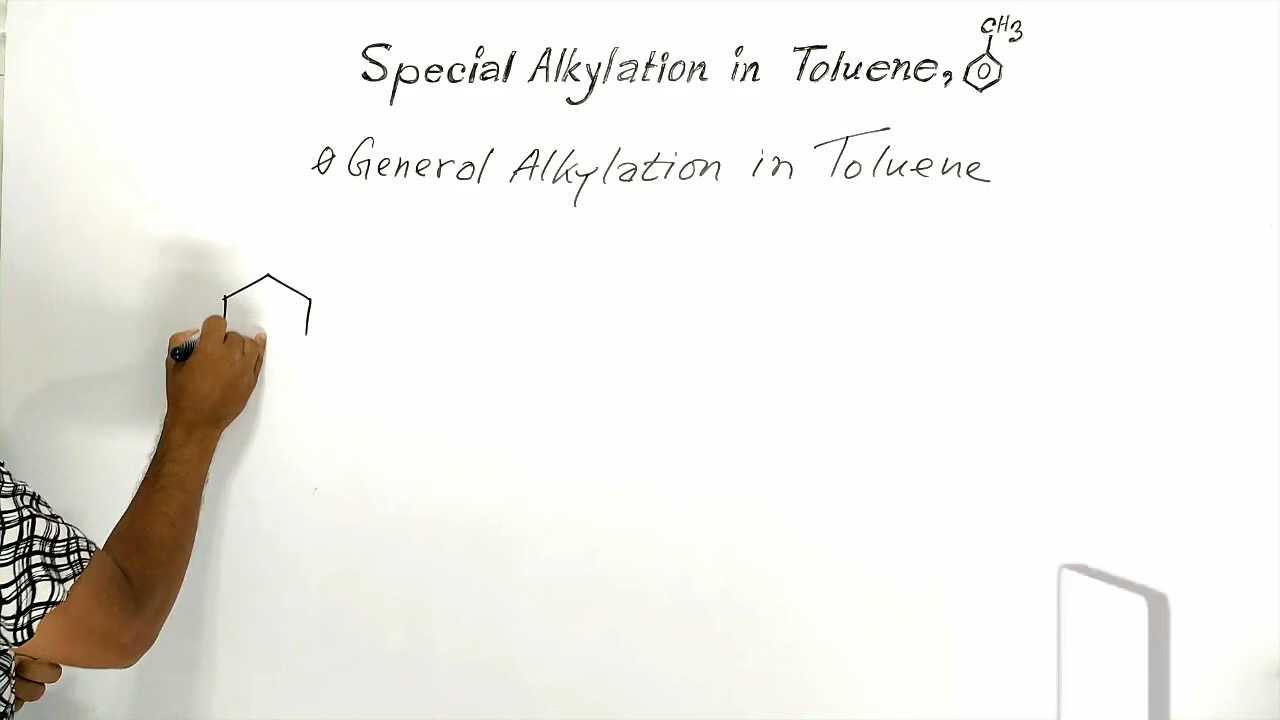 Special Alkylation in Toluene, CH3
General Alkylation in Toluene